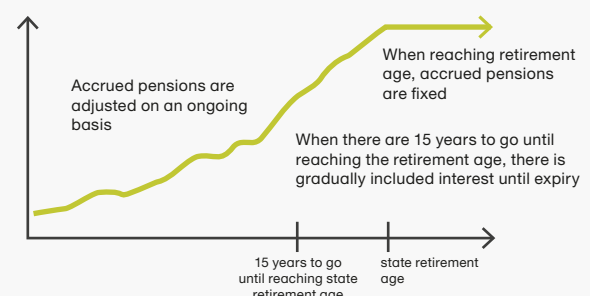 Accrued pensions are
adjusted on an ongoing
basis
When reaching retirement
age, accrued pensions
are fixed
When there are 15 years to go until
reaching the retirement age, there is
gradually included interest until expiry
15 years to go
until reaching state
retirement age
state retirement
age